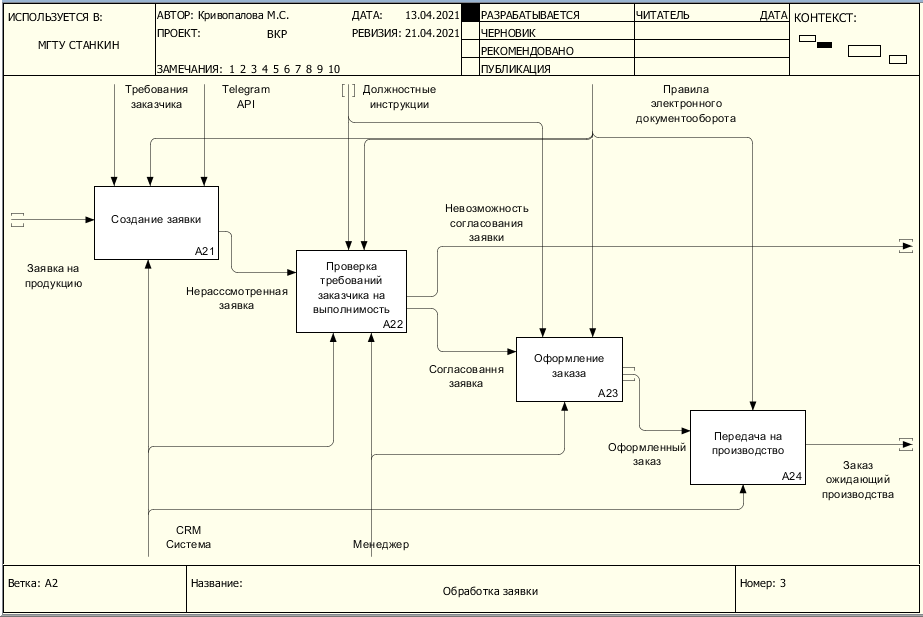 ИСПОЛЬЗУЕТСЯ В:
МГТУ СТАНКИН
АВТОР: Кривопалова М.С.
ДАТА: 13.04.2021
ПРОЕКТ: ВКР
РЕВИЗИЯ: 21.04.2021
ЗАМЕЧАНИЯ: 1 2 3 4 5 6 7 8 9 10
РАЗРАБАТЫВАЕТСЯ
ЧЕРНОВИК
РЕКОМЕНДОВАНО
ПУБЛИКАЦИЯ
ЧИТАТЕЛЬ ДАТА
КОНТЕКСТ:
Требования
заказчика
Telegram
API
Должностные
инструкции
Правила
электронного
документооборота
Создание заявки
A21
Заявка на
продукцию
Нерасссмотренная
заявка
Проверка
требований
заказчика на
выполнимость
A22
Невозможность
согласования
заявки
Согласовання
заявка
Оформление
заказа
A23
Оформленный
заказ
Передача на
производство
A24
Заказ
ожидающий
производства
CRM
Система
Менеджер
Ветка: A2
Название:
Обработка заявки
Номер: 3